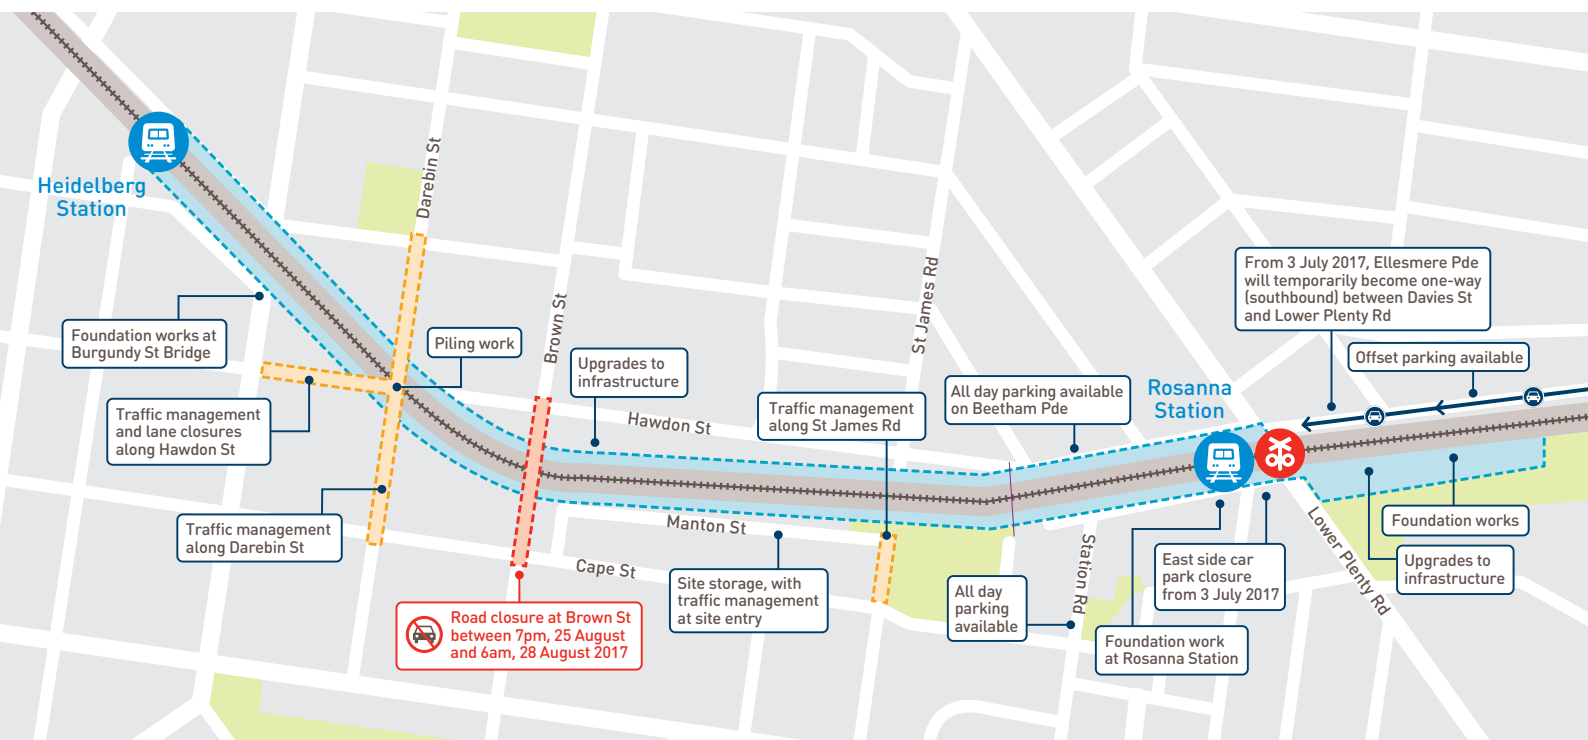 Heidelberg
Station
Darebin St
Brown St
St James Rd
From 3 July 2017, Ellesmere Pde
will temporarily become one-way
(southbound) between Davies St
and Lower Plenty Rd
Offset parking available
Foundation works at
Burgundy St Bridge
Piling work
Upgrades to
infrastructure
Hawdon St
Traffic management
along St James Rd
All day parking available
on Beetham Pde
Rosanna
Station
Traffic management
and lane closures
along Hawdon St
Traffic management
along Darebin St
Manton St
Cape St
Station Rd
Lower Plenty Rd
Foundation works
Upgrades to
infrastructure
East side car
park closure
from 3 July 2017
All day
parking
available
Site storage, with
traffic management
at site entry
Road closure at Brown St
between 7pm, 25 August
and 6am, 28 August 2017
Foundation work
at Rosanna Station